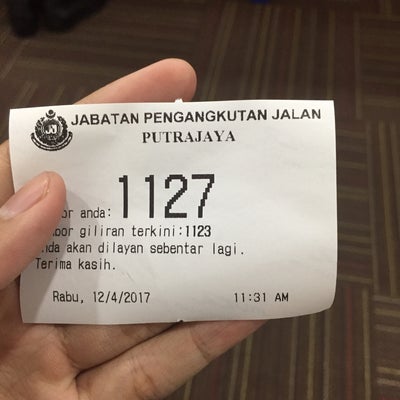 JABATAN PENGANGKUTAN JALAN
PUTRAJAYA
anda: 1127
giliran terkini: 1123
akan dilayan sebentar lagi.
Terima kasih.
Rabu, 12/4/2017 11:31 AM